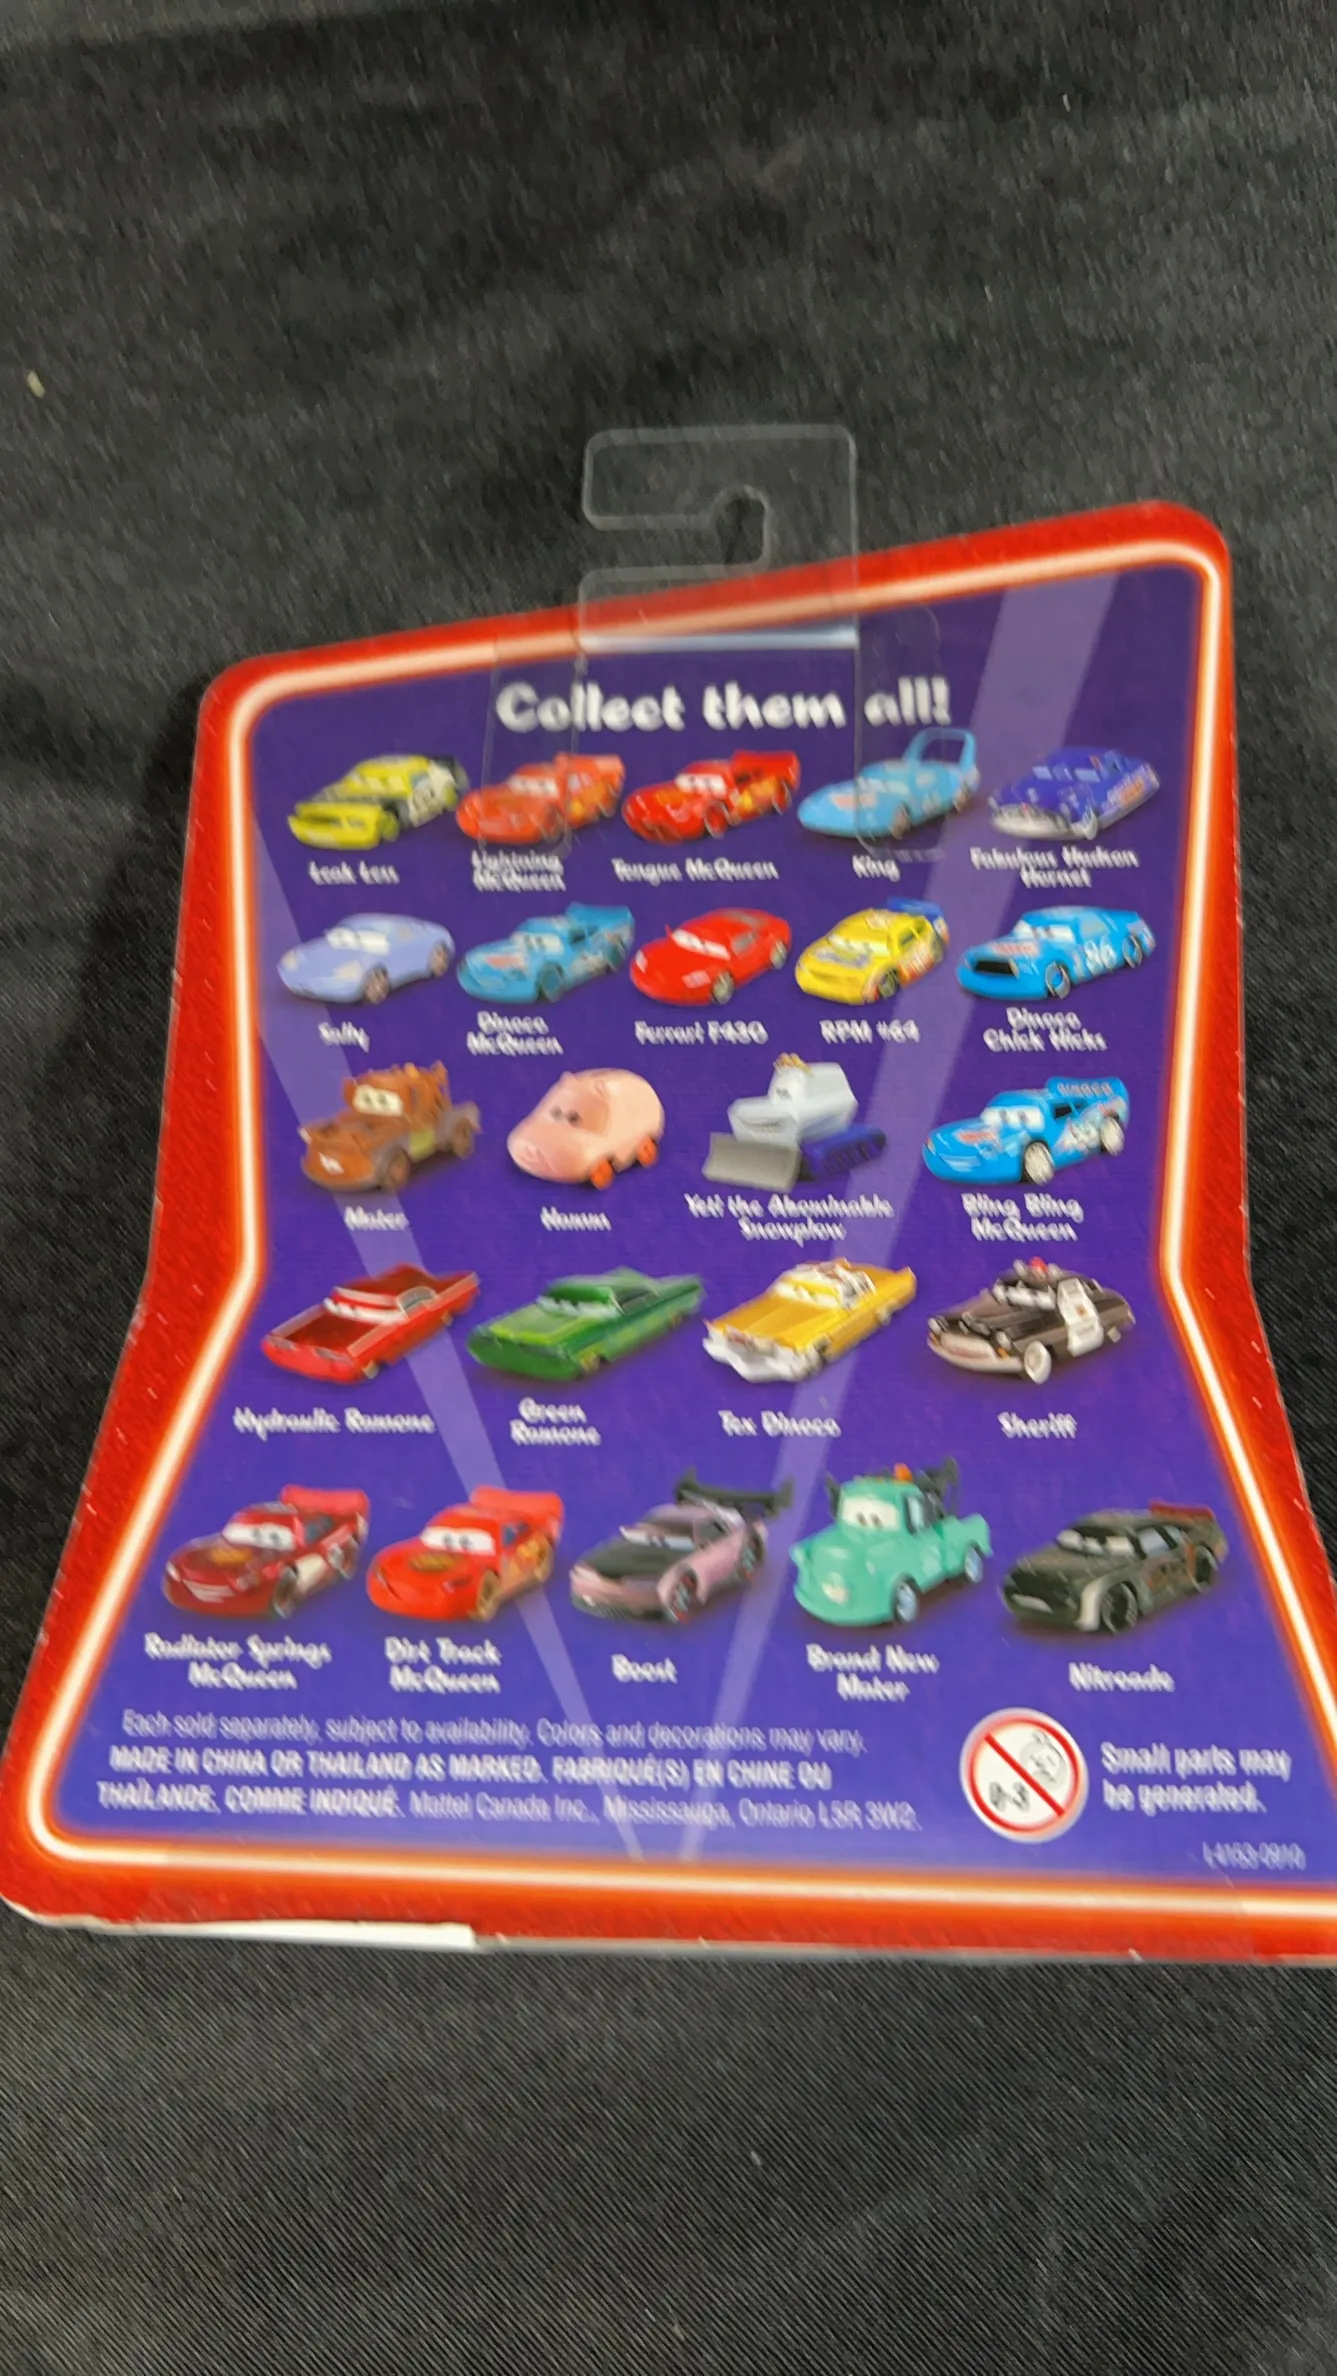 Collect them all!
Leak Less
Lightning
McQueen
Tongue McQueen
King
Fabulous Hudson
Hornet
Sally
Dinoco
McQueen
Ferrari F430
RPM #64
Dinoco
Chick Hicks
Mater
Hamm
Yeti the Abominable
Snowplow
Bling Bling
McQueen
Hydraulic Ramone
Green
Ramone
Tex Dinoco
Sheriff
Radiator Springs
McQueen
Dirt Track
McQueen
Boost
Brand New
Mater
Nitroade
Each sold separately, subject to availability. Colors and decorations may vary.
MADE IN CHINA OR THAILAND AS MARKED. FABRIQUÉ(S) EN CHINE OU
THAÏLANDE, COMME INDIQUÉ. Mattel Canada Inc., Mississauga, Ontario L5R 3W2.
0-3
Small parts may
be generated.
L4153-0910